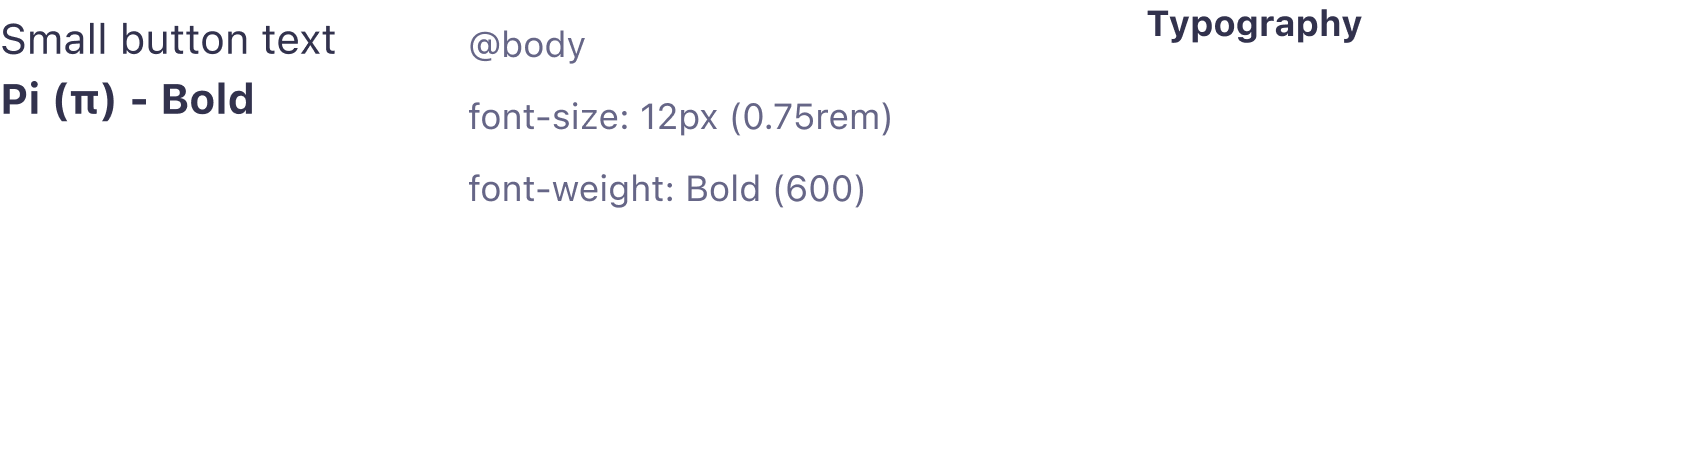 Small button text
Pi (π) - Bold
@body
font-size: 12px (0.75rem)
font-weight: Bold (600)
Typography